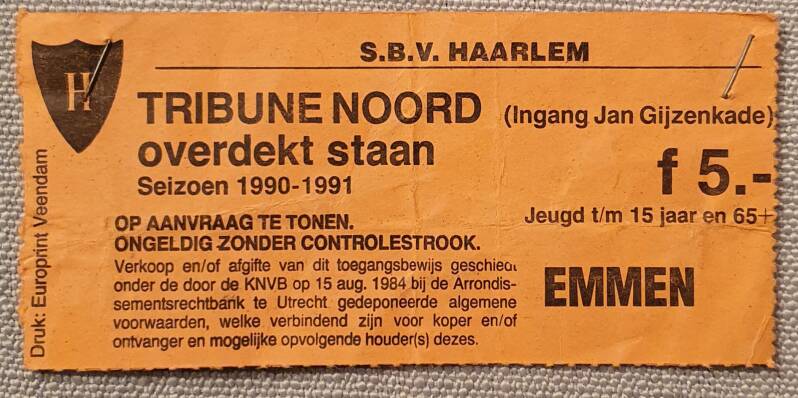 S.B.V. HAARLEM
H
TRIBUNE NOORD (Ingang Jan Gijzenkade)
overdekt staan
f 5.-
Seizoen 1990-1991
Jeugd t/m 15 jaar en 65+
OP AANVRAAG TE TONEN.
ONGELDIG ZONDER CONTROLESTROOK.
Verkoop en/of afgifte van dit toegangsbewijs geschiedt
onder de door de KNVB op 15 aug. 1984 bij de Arrondis-
sementsrechtbank te Utrecht gedeponeerde algemene
voorwaarden, welke verbindend zijn voor koper en/of
ontvanger en mogelijke opvolgende houder(s) dezes.
EMMEN
Druk: Europrint Veendam